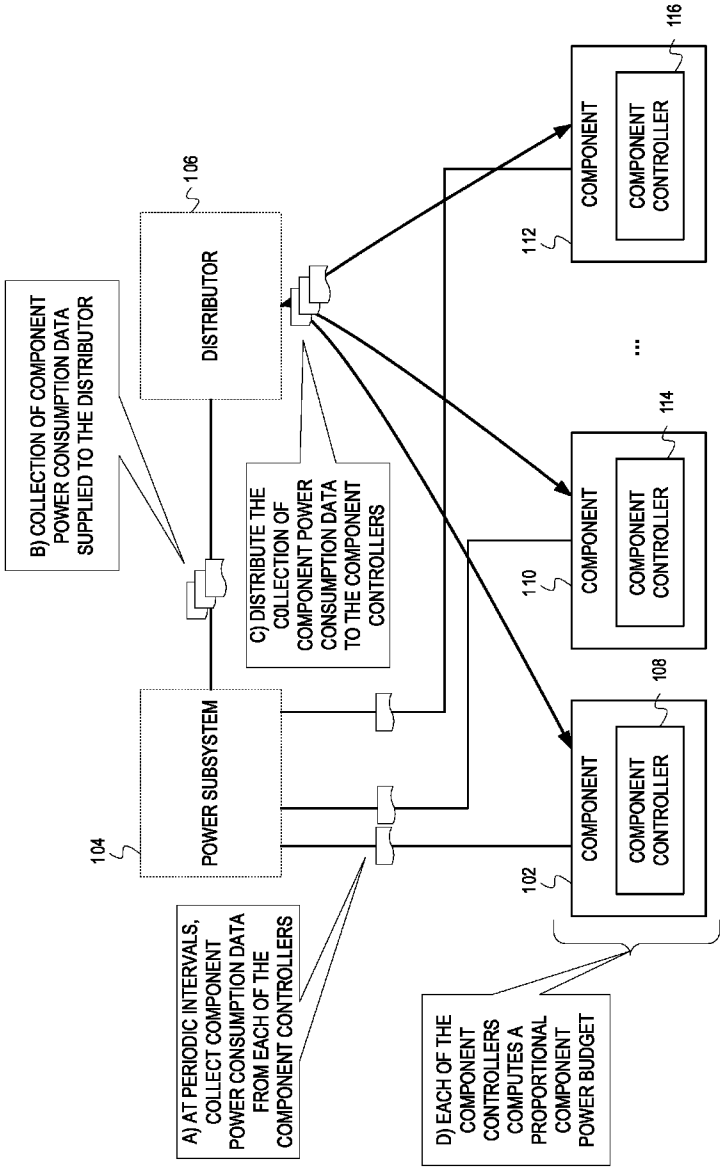 A) AT PERIODIC INTERVALS,
COLLECT COMPONENT
POWER CONSUMPTION DATA
FROM EACH OF THE
COMPONENT CONTROLLERS
B) COLLECTION OF COMPONENT
POWER CONSUMPTION DATA
SUPPLIED TO THE DISTRIBUTOR
104
POWER SUBSYSTEM
106
DISTRIBUTOR
C) DISTRIBUTE THE
COLLECTION OF
COMPONENT POWER
CONSUMPTION DATA
TO THE COMPONENT
CONTROLLERS
D) EACH OF THE
COMPONENT
CONTROLLERS
COMPUTES A
PROPORTIONAL
COMPONENT
POWER BUDGET
102
COMPONENT
108
COMPONENT
CONTROLLER
110
COMPONENT
114
COMPONENT
CONTROLLER
...
112
COMPONENT
116
COMPONENT
CONTROLLER